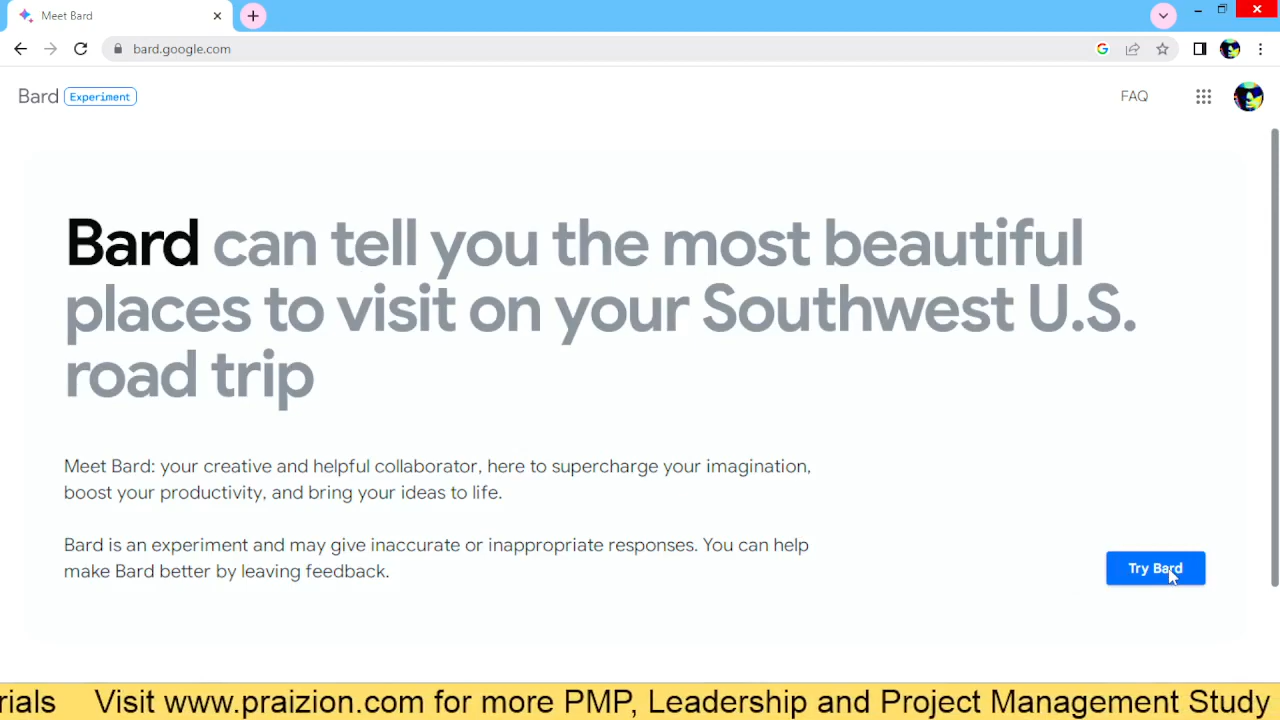 Meet Bard
bard.google.com
Bard Experiment
FAQ
Bard can tell you the most beautiful
places to visit on your Southwest U.S.
road trip
Meet Bard: your creative and helpful collaborator, here to supercharge your imagination,
boost your productivity, and bring your ideas to life.
Bard is an experiment and may give inaccurate or inappropriate responses. You can help
make Bard better by leaving feedback.
Try Bard
rials Visit www.praizion.com for more PMP, Leadership and Project Management Study